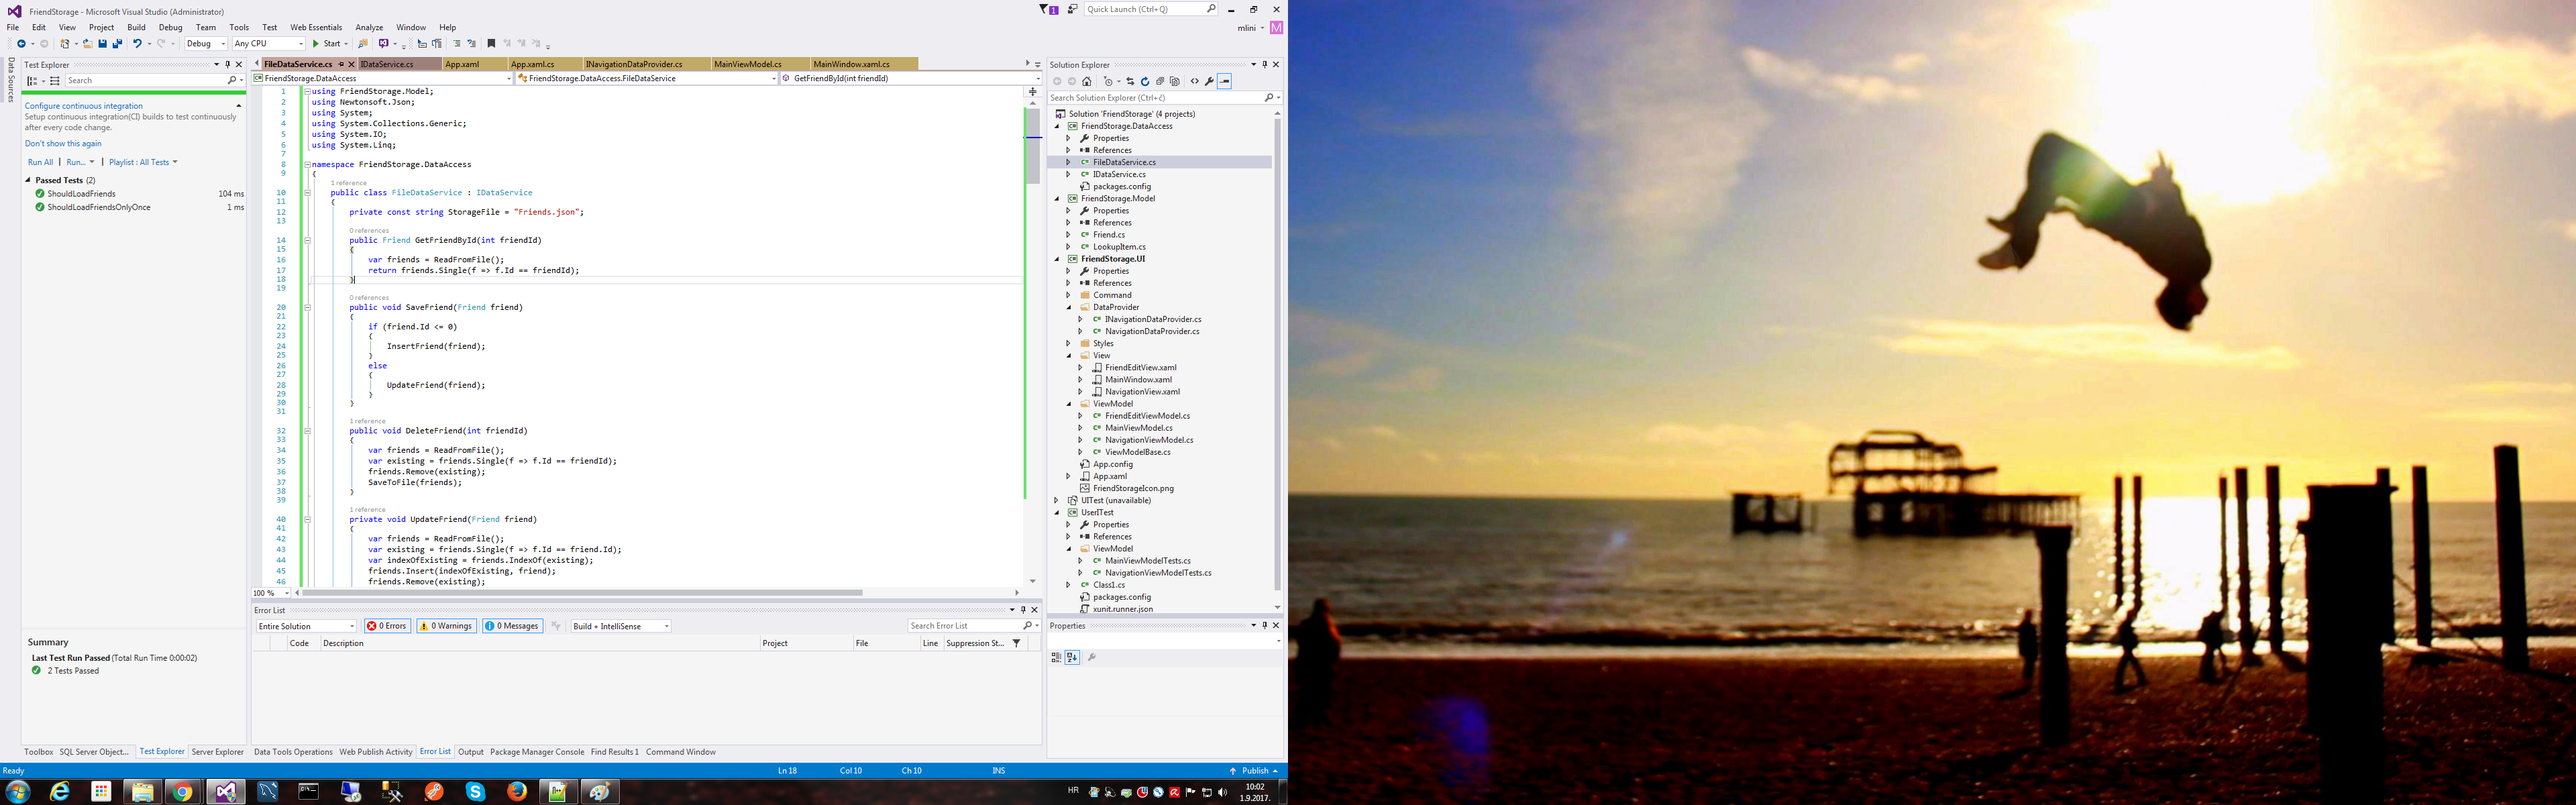 FriendStorage - Microsoft Visual Studio (Administrator)
1
Quick Launch (Ctrl+Q)
File Edit View Project Build Debug Team Tools Test Web Essentials Analyze Window Help
mlini M
Debug Any CPU Start
Data Sources
Test Explorer
Search
Configure continuous integration
Setup continuous integration(CI) builds to test continuously
after every code change.
Don't show this again
Run All | Run... | Playlist : All Tests
Passed Tests (2)
ShouldLoadFriends 104 ms
ShouldLoadFriendsOnlyOnce 1 ms
Summary
Last Test Run Passed (Total Run Time 0:00:02)
2 Tests Passed
Toolbox SQL Server Object... Test Explorer Server Explorer
FileDataService.cs IDataService.cs App.xaml App.xaml.cs INavigationDataProvider.cs MainViewModel.cs MainWindow.xaml.cs
FriendStorage.DataAccess FriendStorage.DataAccess.FileDataService GetFriendById(int friendId)
1 using FriendStorage.Model;
2 using Newtonsoft.Json;
3 using System;
4 using System.Collections.Generic;
5 using System.IO;
6 using System.Linq;
7
8 namespace FriendStorage.DataAccess
9 {
1 reference
10 public class FileDataService : IDataService
11 {
12 private const string StorageFile = "Friends.json";
13
0 references
14 public Friend GetFriendById(int friendId)
15 {
16 var friends = ReadFromFile();
17 return friends.Single(f => f.Id == friendId);
18 }
19
0 references
20 public void SaveFriend(Friend friend)
21 {
22 if (friend.Id <= 0)
23 {
24 InsertFriend(friend);
25 }
26 else
27 {
28 UpdateFriend(friend);
29 }
30 }
31
1 reference
32 public void DeleteFriend(int friendId)
33 {
34 var friends = ReadFromFile();
35 var existing = friends.Single(f => f.Id == friendId);
36 friends.Remove(existing);
37 SaveToFile(friends);
38 }
39
1 reference
40 private void UpdateFriend(Friend friend)
41 {
42 var friends = ReadFromFile();
43 var existing = friends.Single(f => f.Id == friend.Id);
44 var indexOfExisting = friends.IndexOf(existing);
45 friends.Insert(indexOfExisting, friend);
46 friends.Remove(existing);
100 %
Error List
Entire Solution 0 Errors 0 Warnings 0 Messages Build + IntelliSense Search Error List
Code Description Project File Line Suppression St...
Data Tools Operations Web Publish Activity Error List Output Package Manager Console Find Results 1 Command Window
Solution Explorer
Search Solution Explorer (Ctrl+č)
Solution 'FriendStorage' (4 projects)
FriendStorage.DataAccess
Properties
References
FileDataService.cs
IDataService.cs
packages.config
FriendStorage.Model
Properties
References
Friend.cs
LookupItem.cs
FriendStorage.UI
Properties
References
Command
DataProvider
INavigationDataProvider.cs
NavigationDataProvider.cs
Styles
View
FriendEditView.xaml
MainWindow.xaml
NavigationView.xaml
ViewModel
FriendEditViewModel.cs
MainViewModel.cs
NavigationViewModel.cs
ViewModelBase.cs
App.config
App.xaml
FriendStorageIcon.png
UITest (unavailable)
UserITest
Properties
References
ViewModel
MainViewModelTests.cs
NavigationViewModelTests.cs
Class1.cs
packages.config
xunit.runner.json
Properties
Ready Ln 18 Col 10 Ch 10 INS Publish
HR 10:02
1.9.2017.